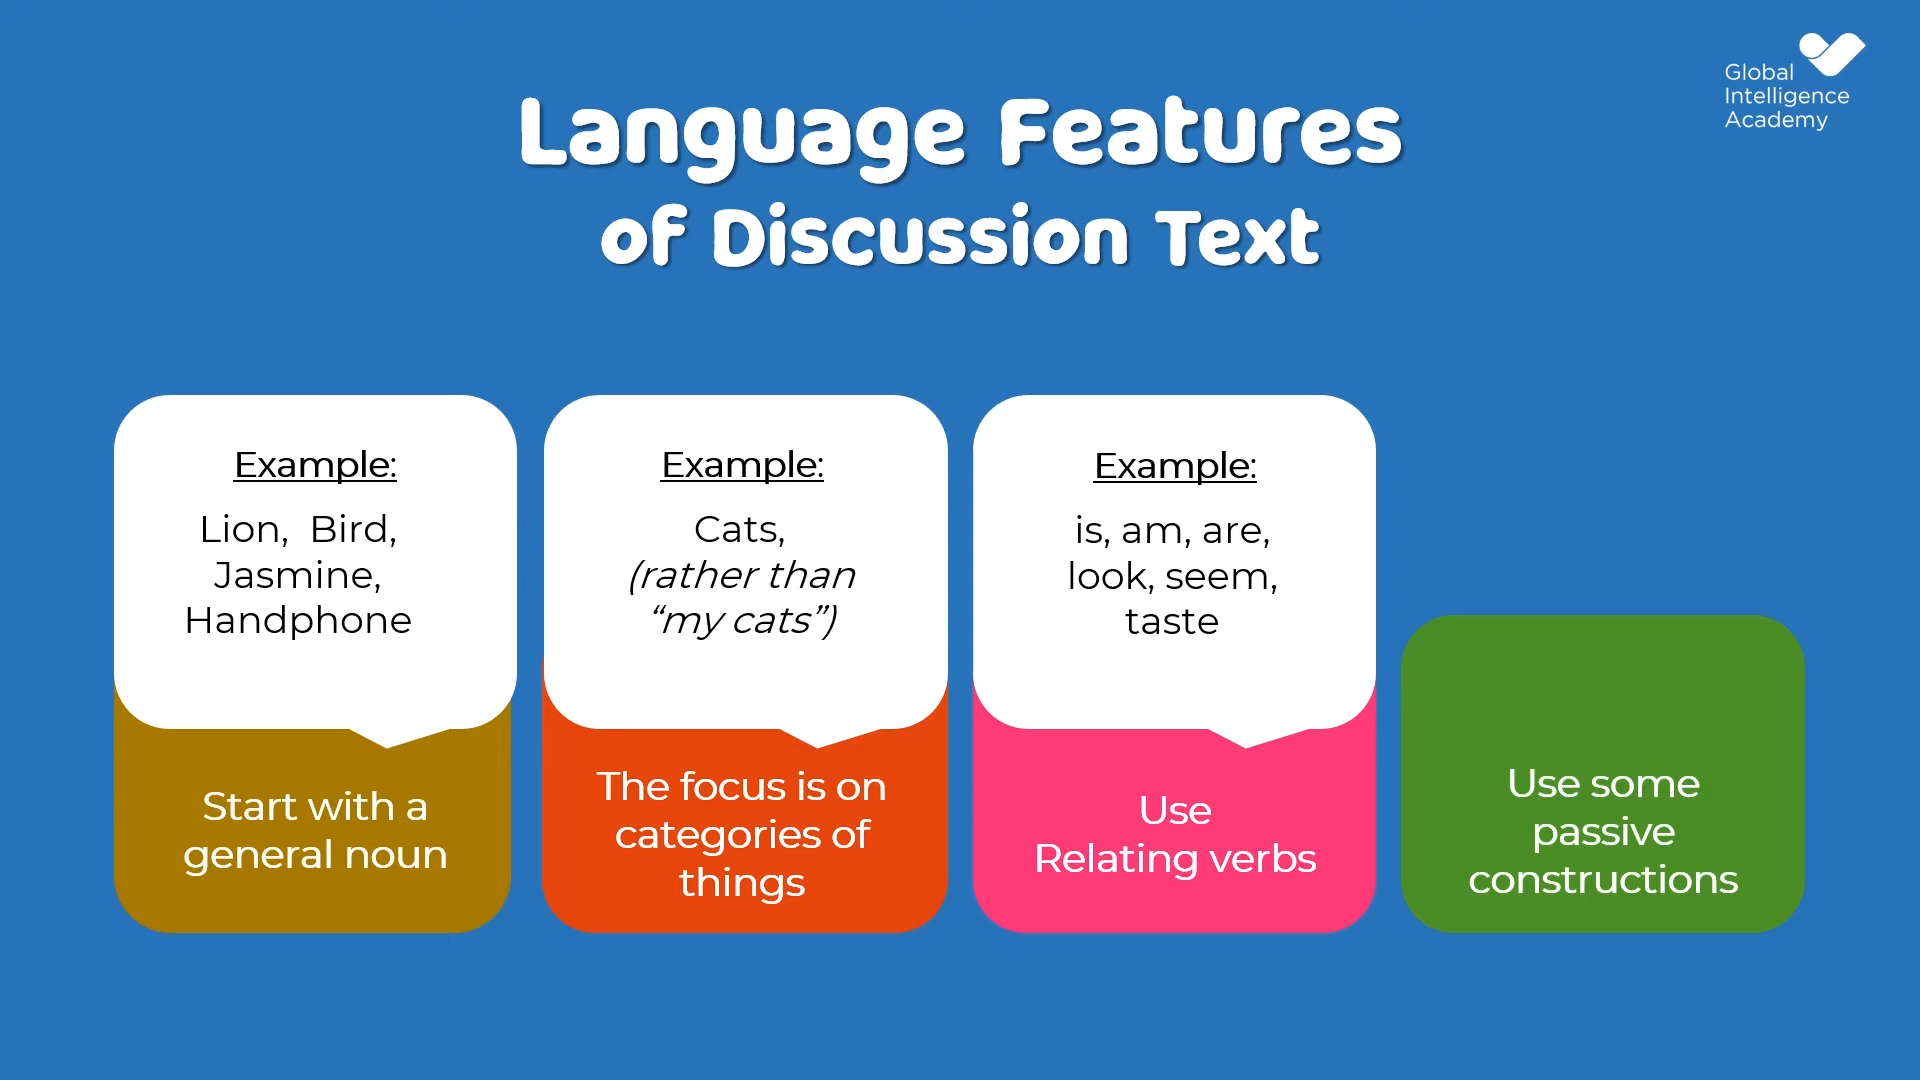 Global
Intelligence
Academy
Language Features
of Discussion Text
Example:
Lion,  Bird,
Jasmine,
Handphone
Start with a
general noun
Example:
Cats,
(rather than
“my cats”)
The focus is on
categories of
things
Example:
is, am, are,
look, seem,
taste
Use
Relating verbs
Use some
passive
constructions